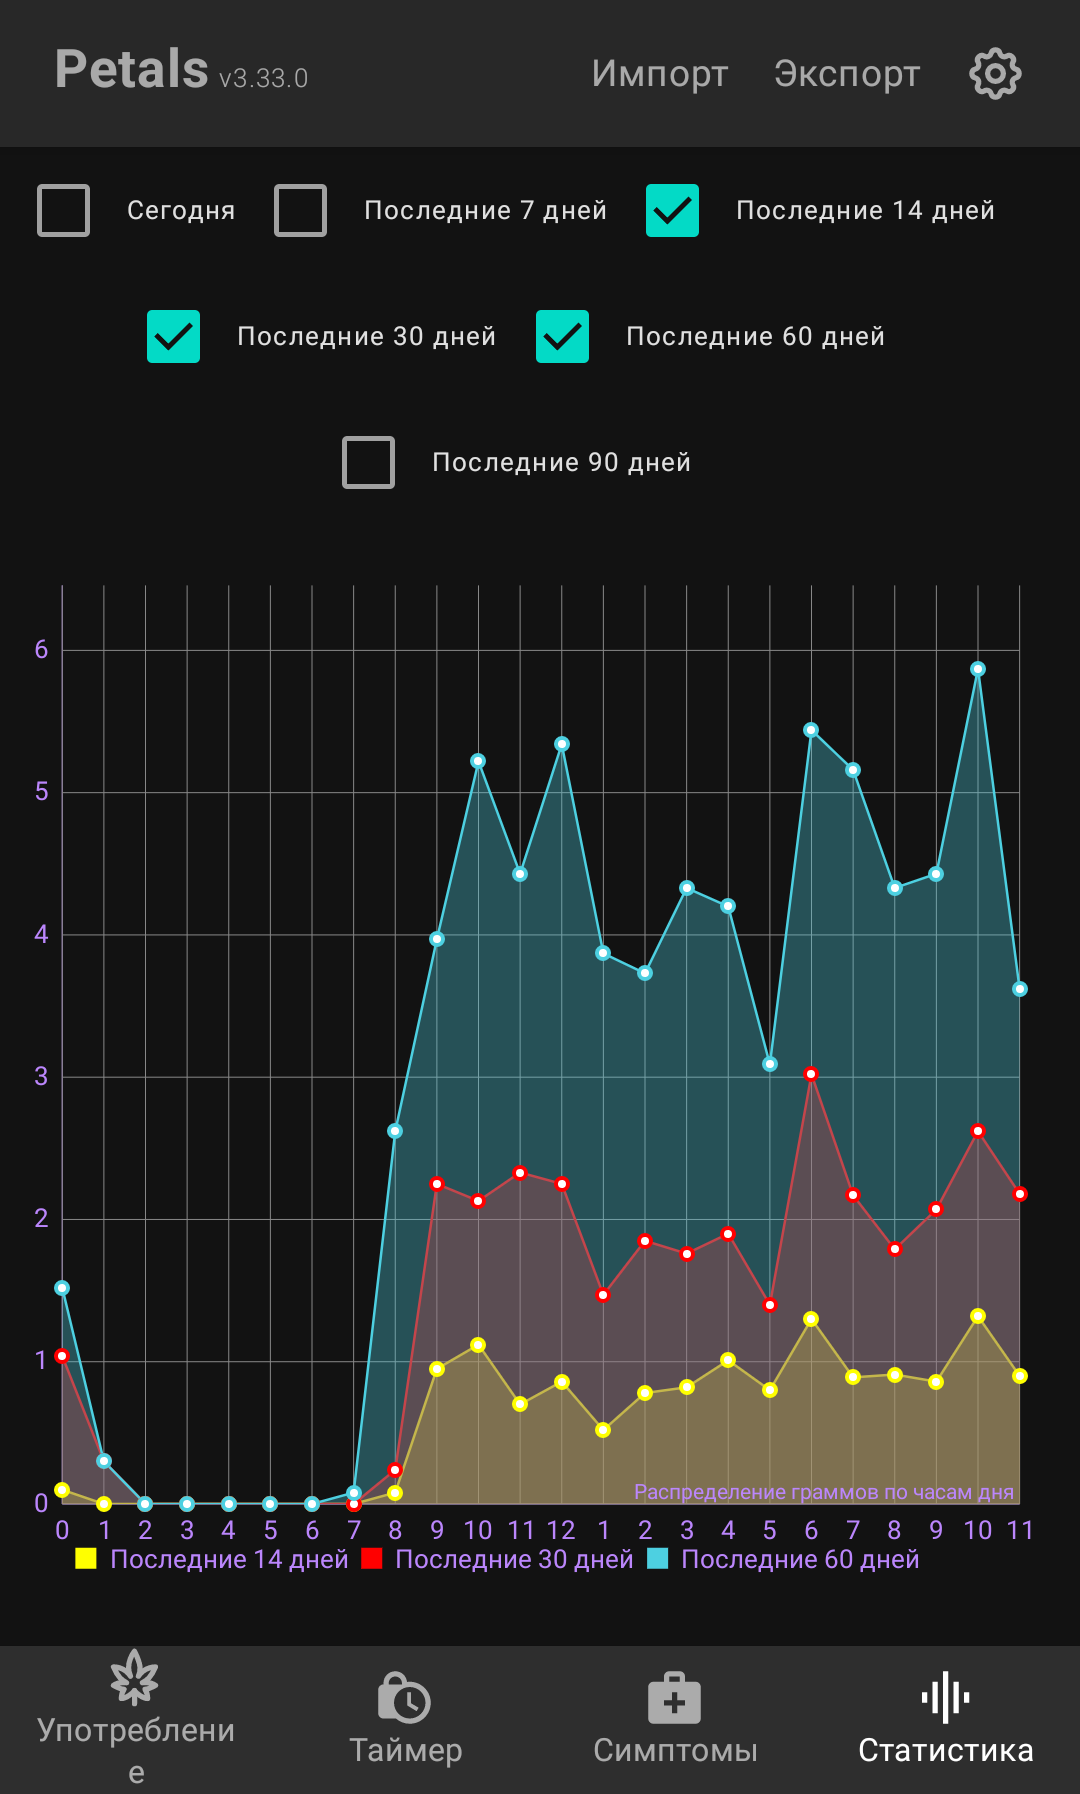 Petals v3.33.0 Импорт Экспорт
Сегодня Последние 7 дней Последние 14 дней
Последние 30 дней Последние 60 дней
Последние 90 дней
6
5
4
3
2
1
0
Распределение граммов по часам дня
0 1 2 3 4 5 6 7 8 9 10 11 12 1 2 3 4 5 6 7 8 9 10 11
Последние 14 дней Последние 30 дней Последние 60 дней
Употреблени
е
Таймер
Симптомы
Статистика